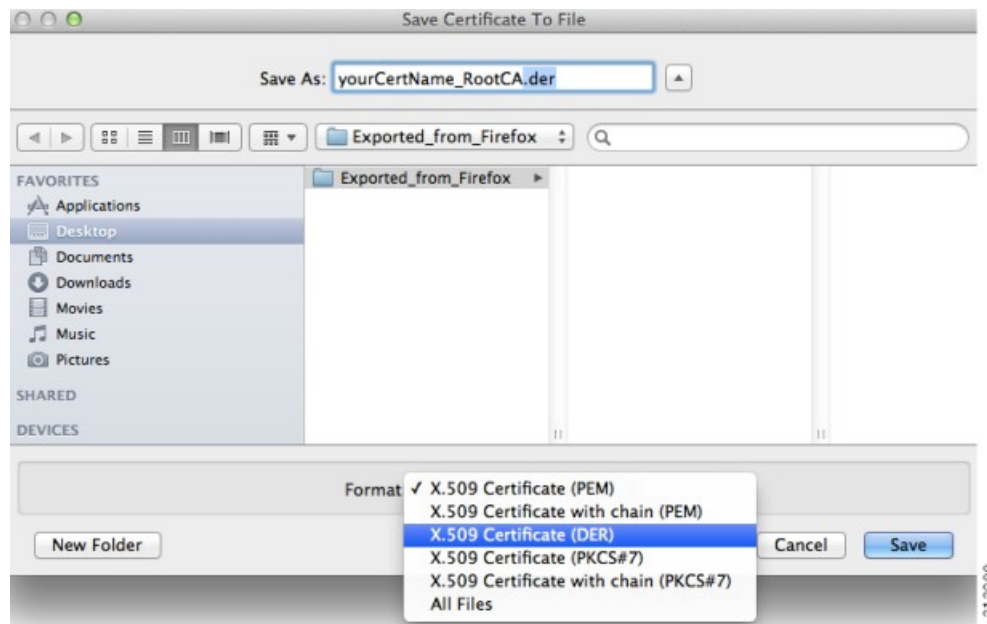 Save Certificate To File
Save As: yourCertName_RootCA.der
Exported_from_Firefox
FAVORITES
Exported_from_Firefox
Applications
Desktop
Documents
Downloads
Movies
Music
Pictures
SHARED
DEVICES
Format: ✓ X.509 Certificate (PEM)
X.509 Certificate with chain (PEM)
X.509 Certificate (DER)
X.509 Certificate (PKCS#7)
X.509 Certificate with chain (PKCS#7)
All Files
New Folder
Cancel
Save